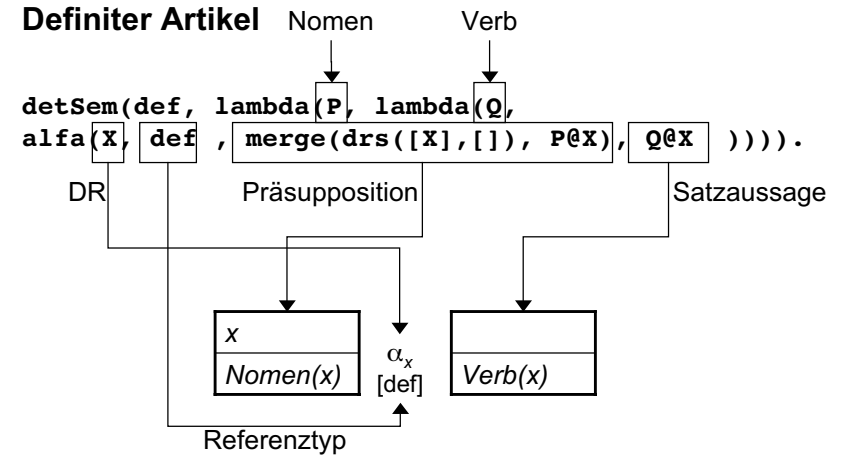 Definiter Artikel Nomen Verb
detSem(def, lambda(P, lambda(Q,
alfa(X, def , merge(drs([X],[]), P@X), Q@X )))).
DR Präsupposition Satzaussage
x
Nomen(x)
αx
[def]
Verb(x)
Referenztyp